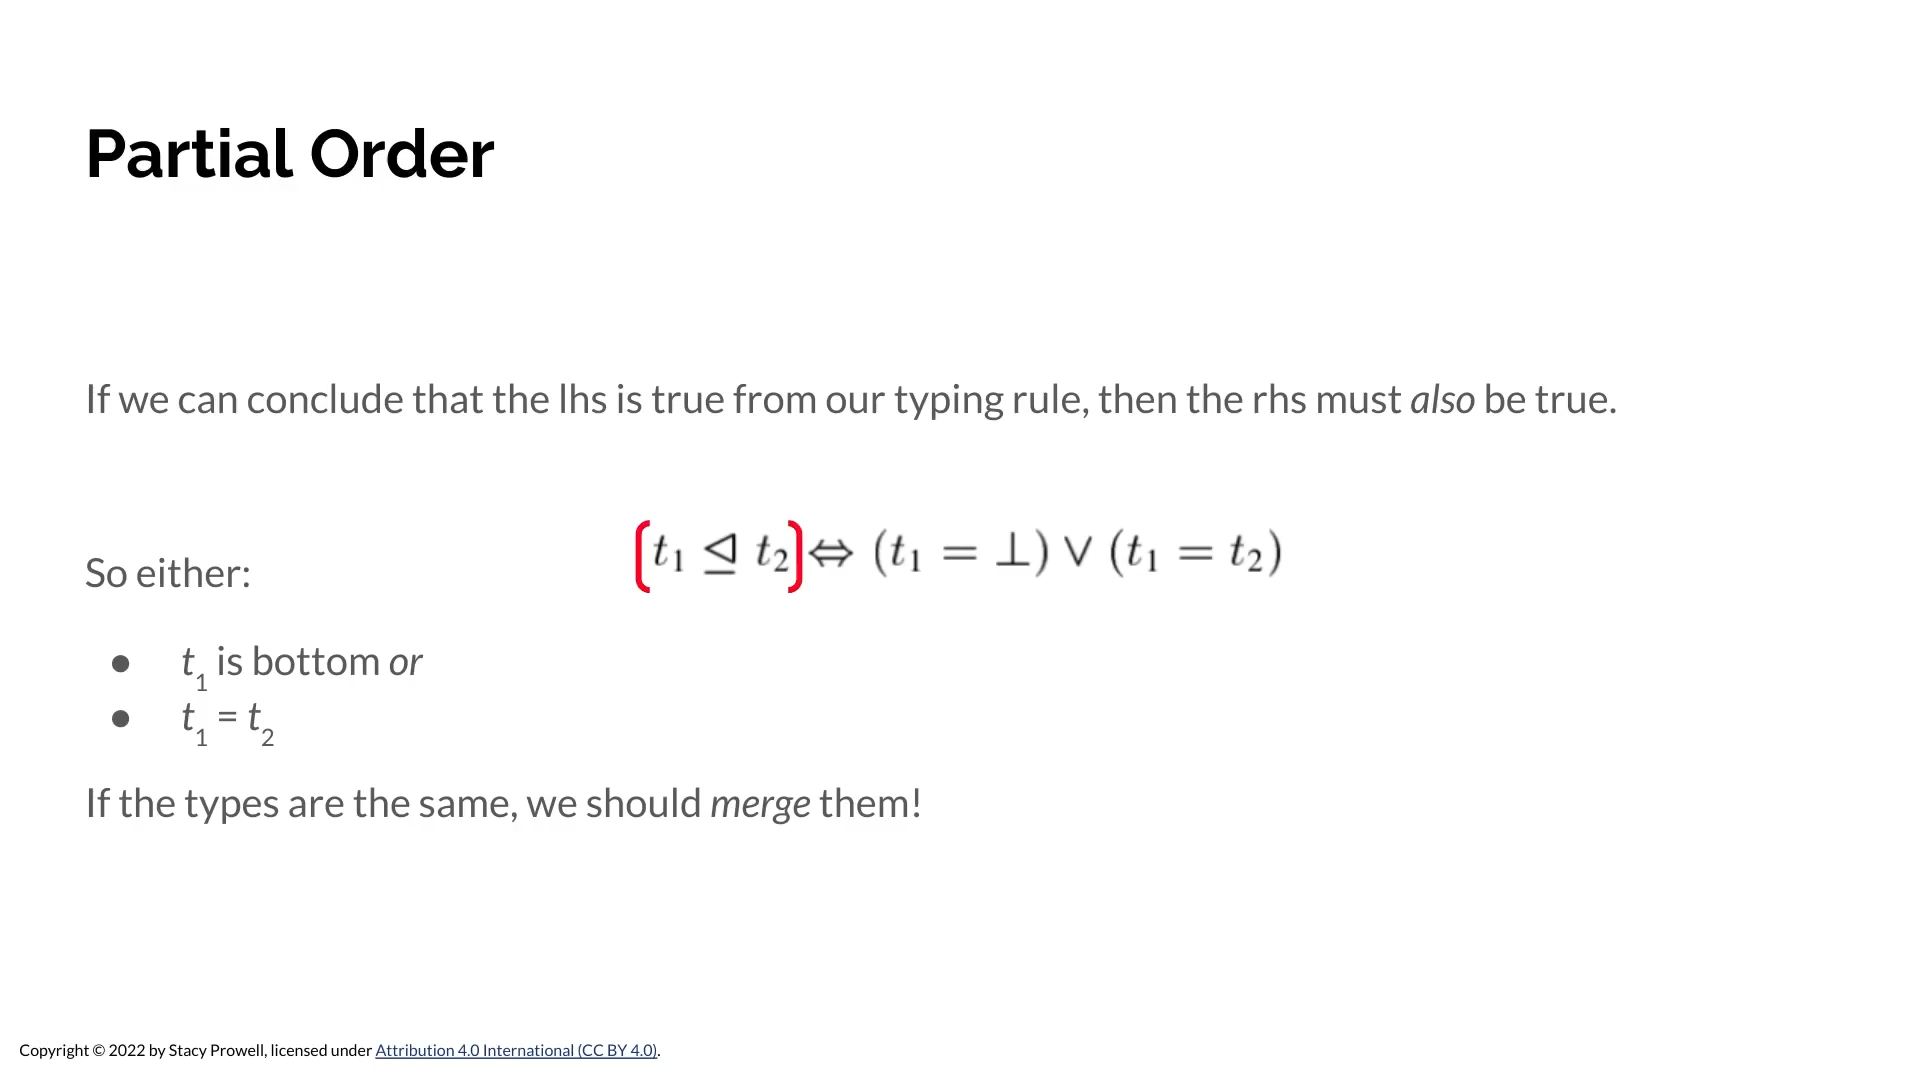 Partial Order
If we can conclude that the lhs is true from our typing rule, then the rhs must also be true.
(t₁ ⊴ t₂) ⇔ (t₁ = ⊥) ∨ (t₁ = t₂)
So either:
● t₁ is bottom or
● t₁ = t₂
If the types are the same, we should merge them!
Copyright © 2022 by Stacy Prowell, licensed under Attribution 4.0 International (CC BY 4.0).